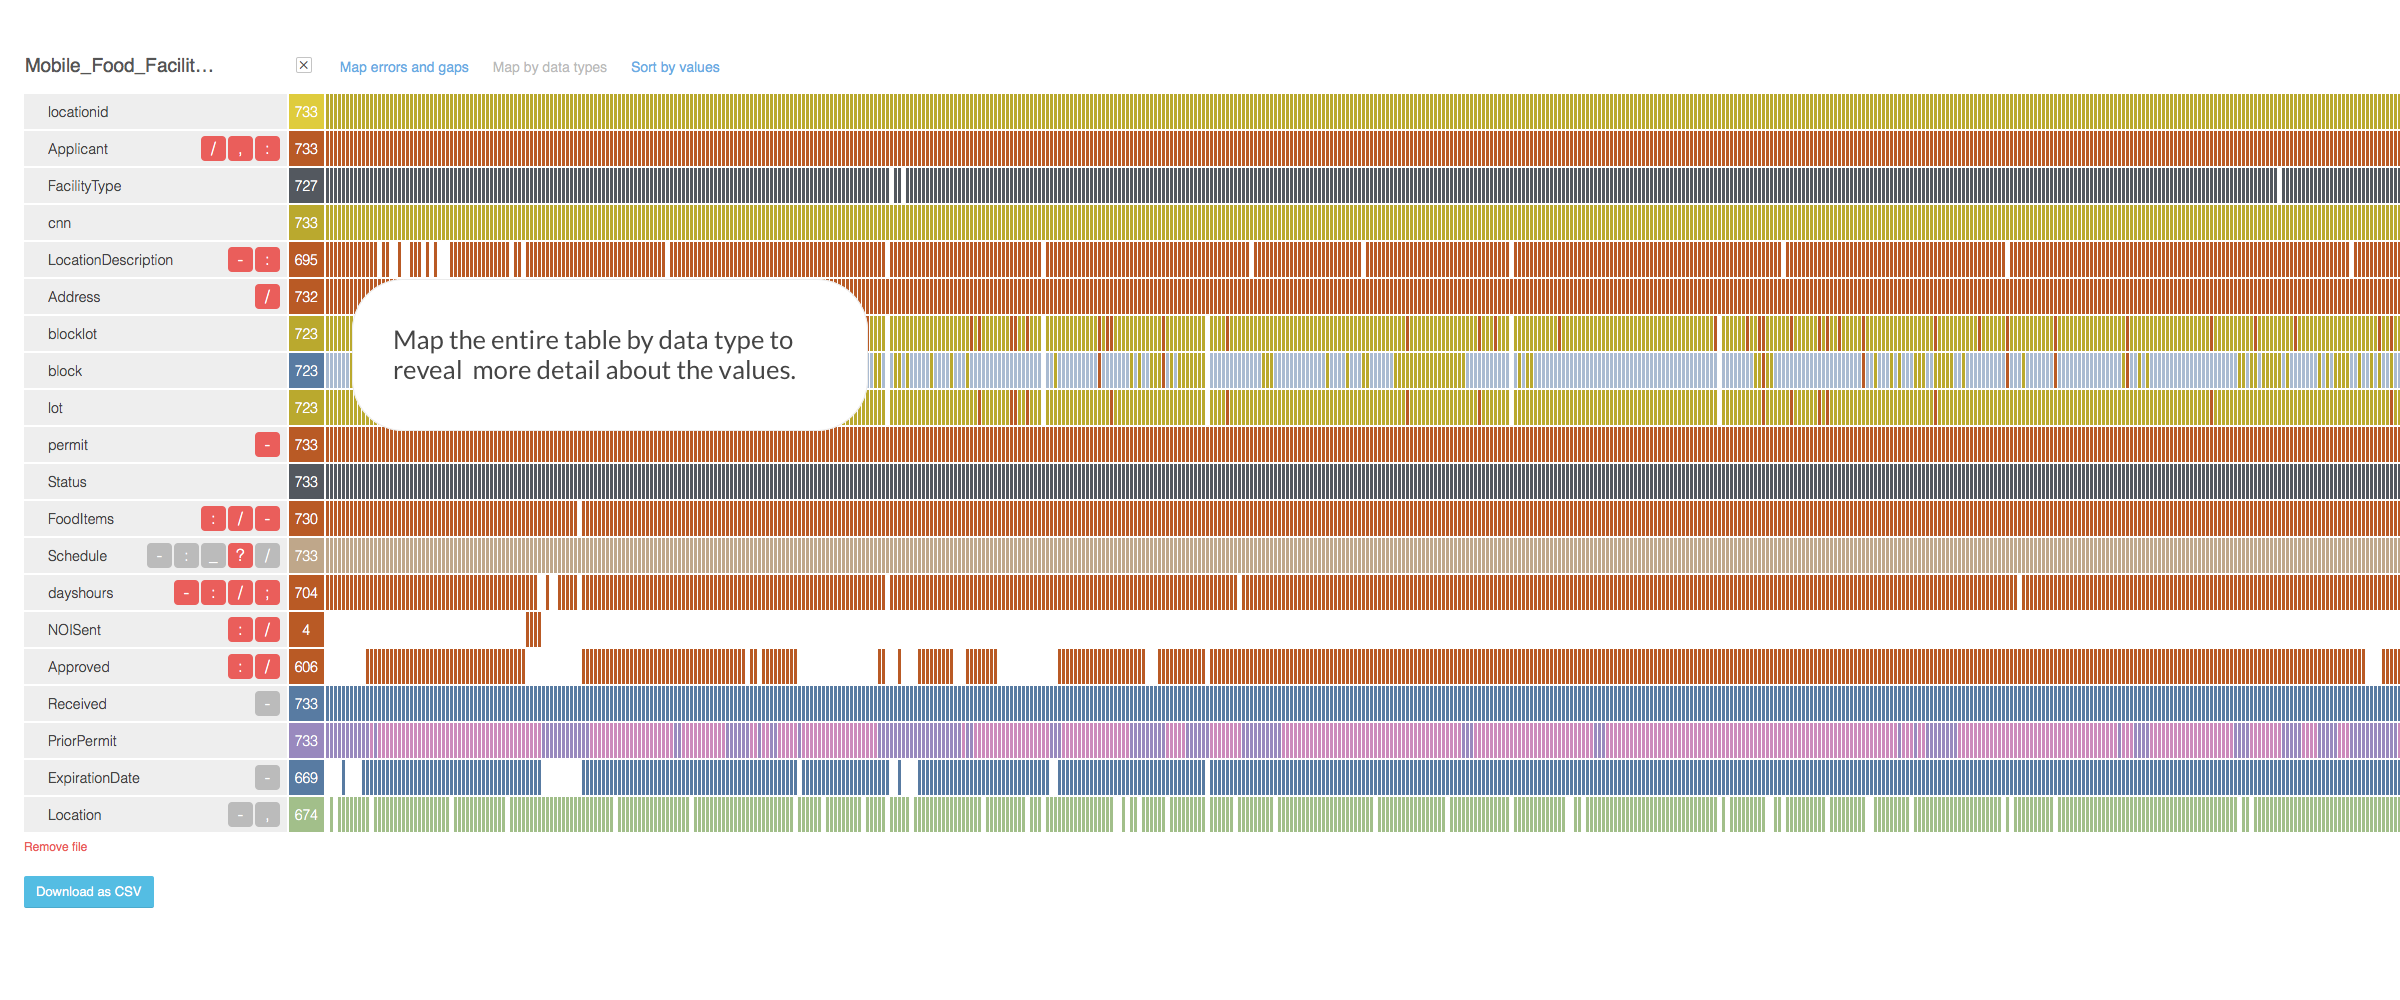 Mobile_Food_Facilit… Map errors and gaps Map by data types Sort by values
locationid 733
Applicant / , : 733
FacilityType 727
cnn 733
LocationDescription - : 695
Address / 732
blocklot 723
Map the entire table by data type to
reveal more detail about the values.
block 723
lot 723
permit - 733
Status 733
FoodItems : / - 730
Schedule - : _ ? / 733
dayshours - : / ; 704
NOISent : / 4
Approved : / 606
Received - 733
PriorPermit 733
ExpirationDate - 669
Location - , 674
Remove file
Download as CSV